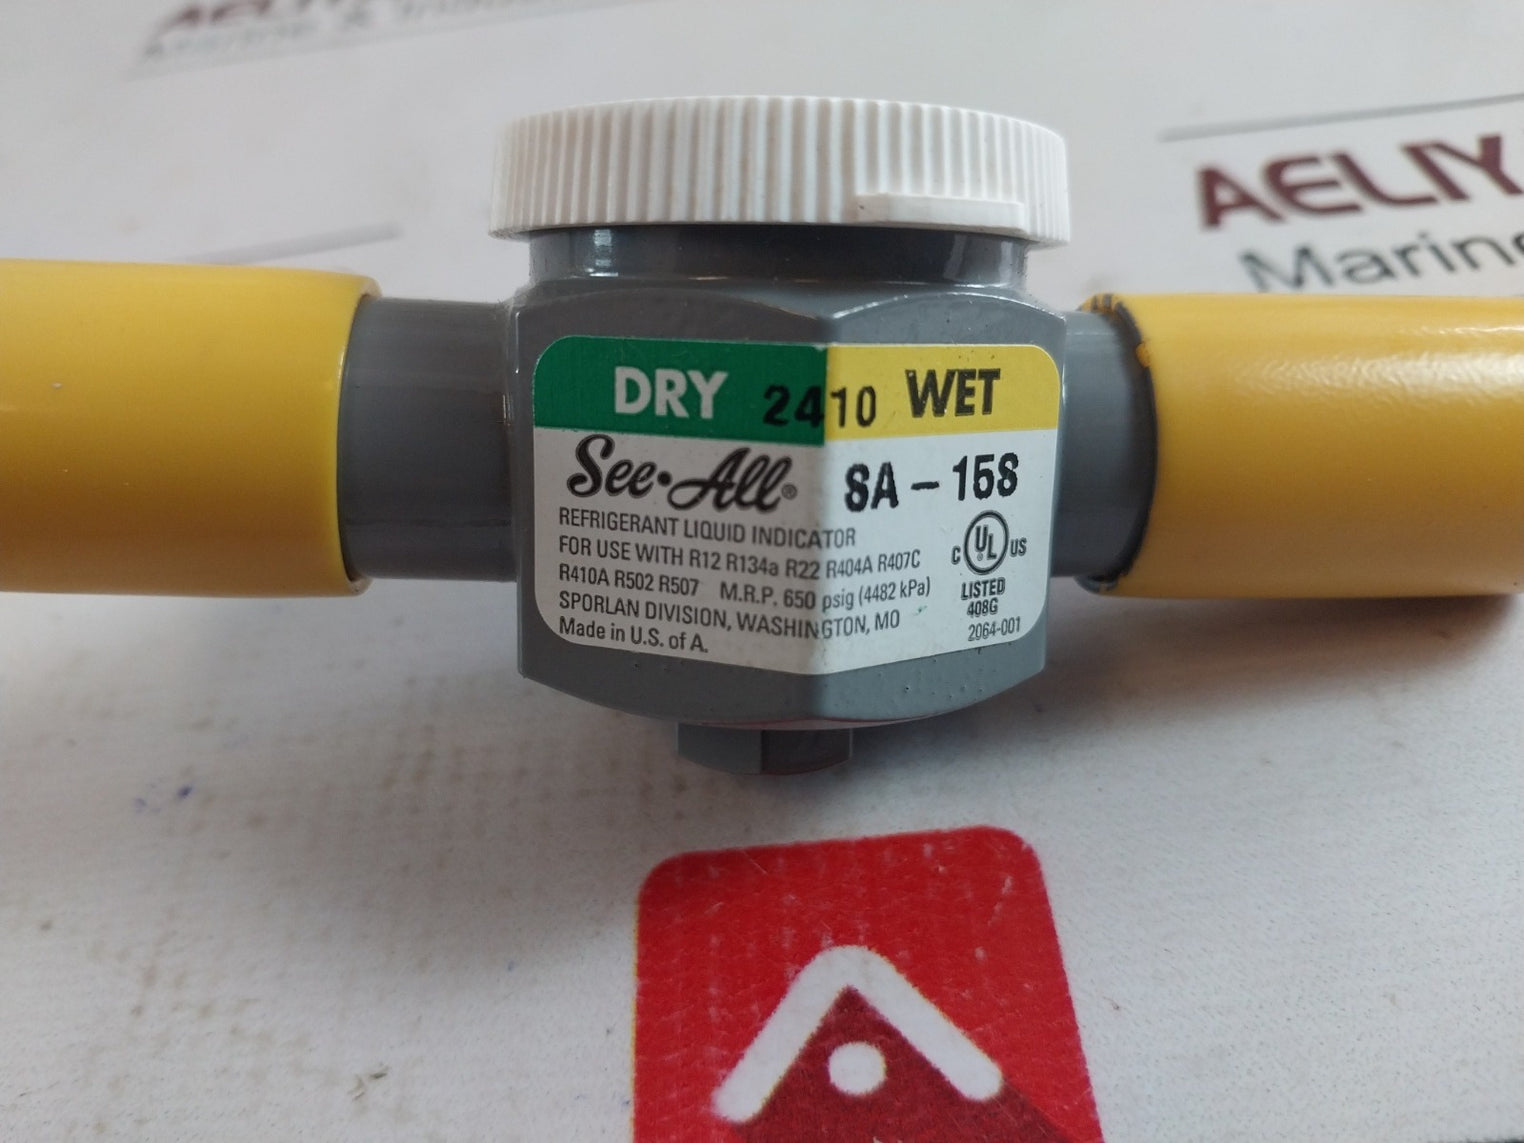 AELIY
Marine
DRY 2410 WET
See·All® SA-15S
REFRIGERANT LIQUID INDICATOR
FOR USE WITH R12 R134a R22 R404A R407C
R410A R502 R507 M.R.P. 650 psig (4482 kPa)
SPORLAN DIVISION, WASHINGTON, MO
Made in U.S. of A.
C UL US
LISTED
408G
2064-001